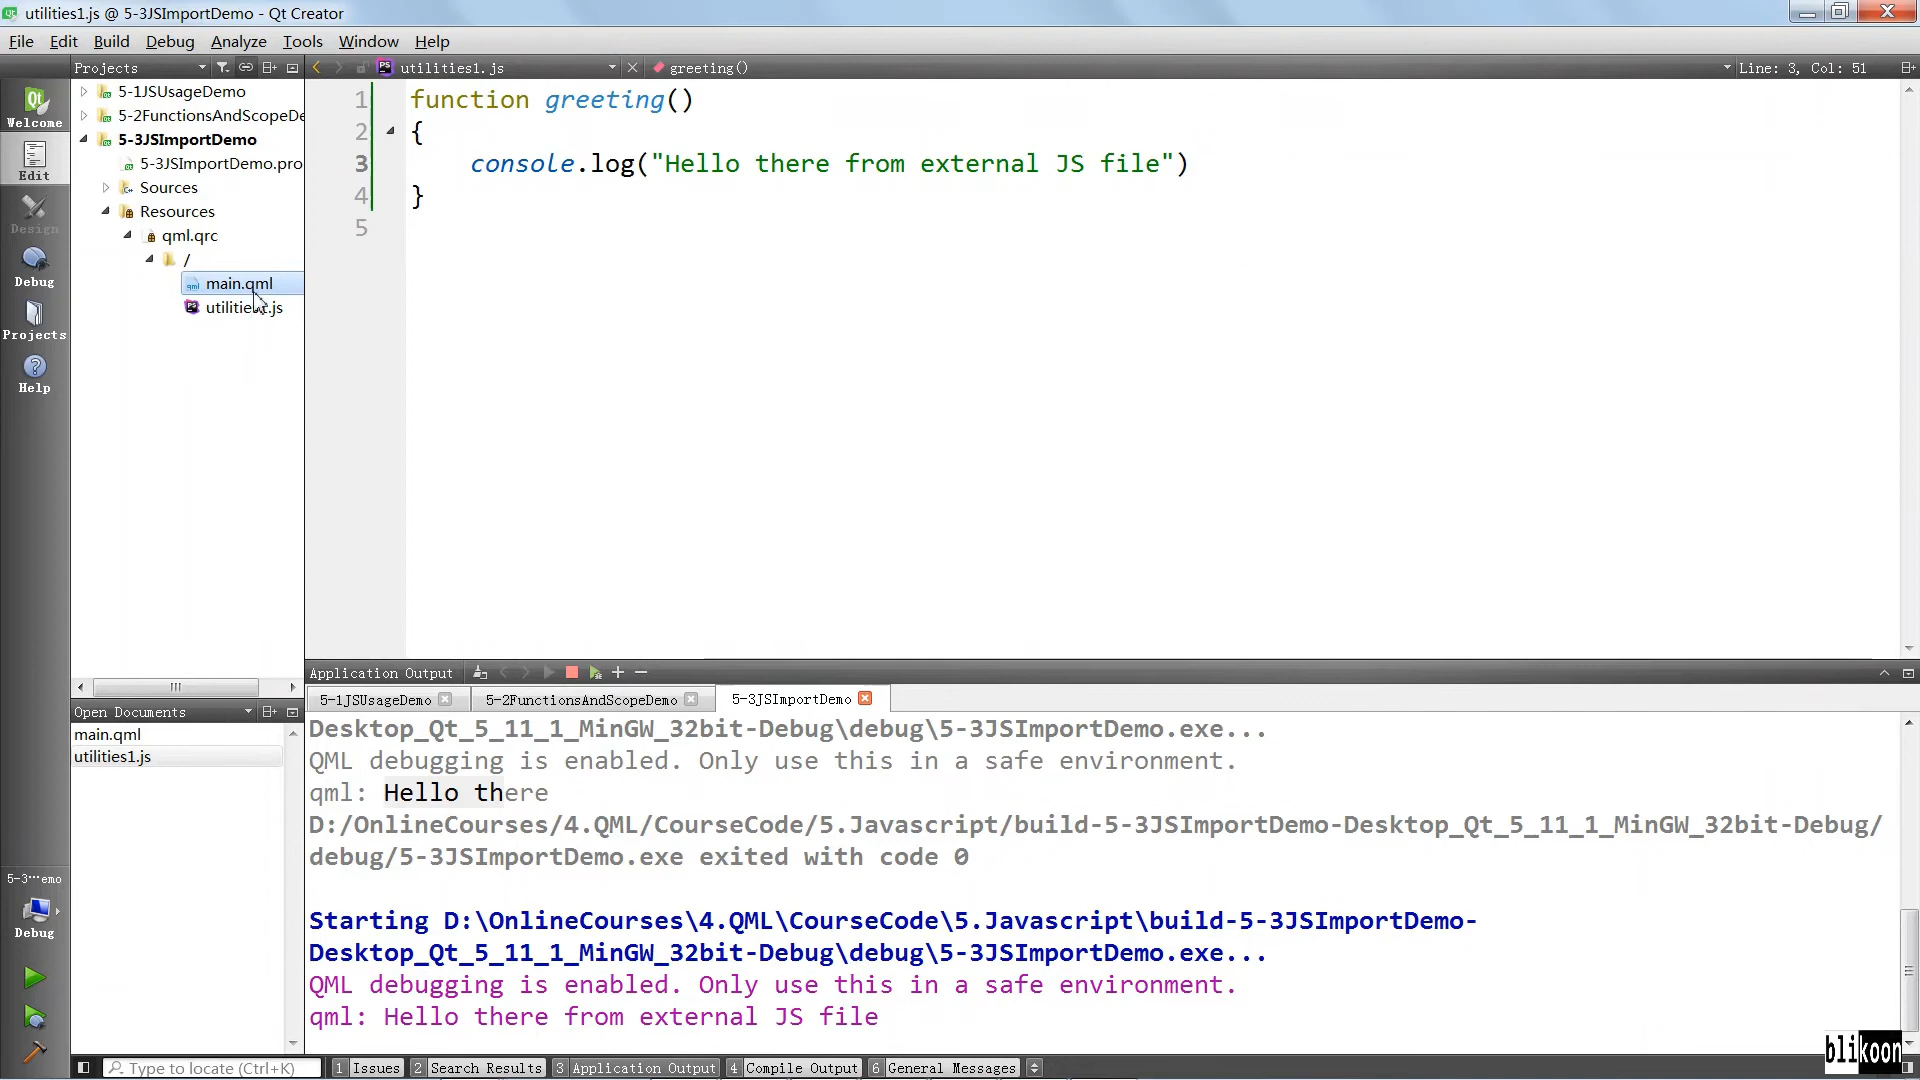 utilities1.js @ 5-3JSImportDemo - Qt Creator
File Edit Build Debug Analyze Tools Window Help
Projects utilities1.js greeting() Line: 3, Col: 51
Welcome
Edit
Design
Debug
Projects
Help
5-1JSUsageDemo
5-2FunctionsAndScopeDe
5-3JSImportDemo
5-3JSImportDemo.pro
Sources
Resources
qml.qrc
/
main.qml
utilities1.js
1 function greeting()
2 {
3 console.log("Hello there from external JS file")
4 }
5
Open Documents
main.qml
utilities1.js
Application Output
5-1JSUsageDemo 5-2FunctionsAndScopeDemo 5-3JSImportDemo
Desktop_Qt_5_11_1_MinGW_32bit-Debug\debug\5-3JSImportDemo.exe...
QML debugging is enabled. Only use this in a safe environment.
qml: Hello there
D:/OnlineCourses/4.QML/CourseCode/5.Javascript/build-5-3JSImportDemo-Desktop_Qt_5_11_1_MinGW_32bit-Debug/
debug/5-3JSImportDemo.exe exited with code 0
Starting D:\OnlineCourses\4.QML\CourseCode\5.Javascript\build-5-3JSImportDemo-
Desktop_Qt_5_11_1_MinGW_32bit-Debug\debug\5-3JSImportDemo.exe...
QML debugging is enabled. Only use this in a safe environment.
qml: Hello there from external JS file
5-3···emo
Debug
Type to locate (Ctrl+K) 1 Issues 2 Search Results 3 Application Output 4 Compile Output 6 General Messages
blikoon